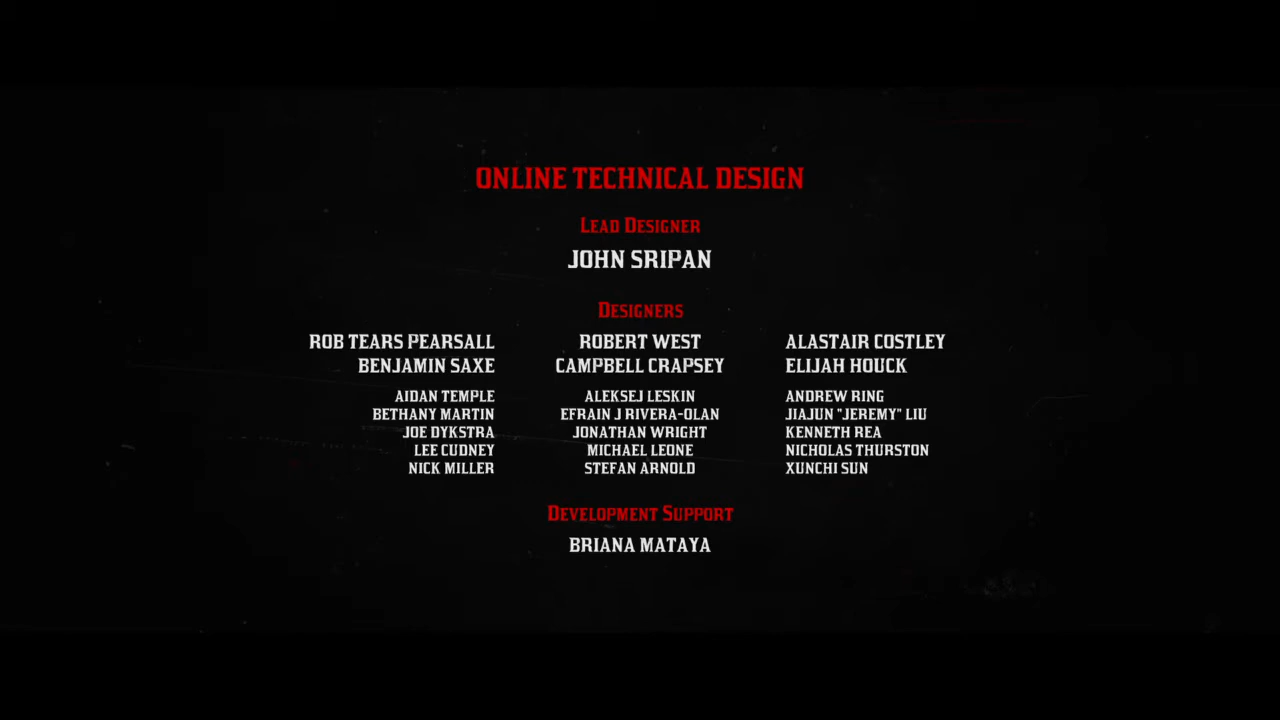 ONLINE TECHNICAL DESIGN
LEAD DESIGNER
JOHN SRIPAN
DESIGNERS
ROB TEARS PEARSALL ROBERT WEST ALASTAIR COSTLEY
BENJAMIN SAXE CAMPBELL CRAPSEY ELIJAH HOUCK
AIDAN TEMPLE ALEKSEJ LESKIN ANDREW RING
BETHANY MARTIN EFRAIN J RIVERA-OLAN JIAJUN "JEREMY" LIU
JOE DYKSTRA JONATHAN WRIGHT KENNETH REA
LEE CUDNEY MICHAEL LEONE NICHOLAS THURSTON
NICK MILLER STEFAN ARNOLD XUNCHI SUN
DEVELOPMENT SUPPORT
BRIANA MATAYA